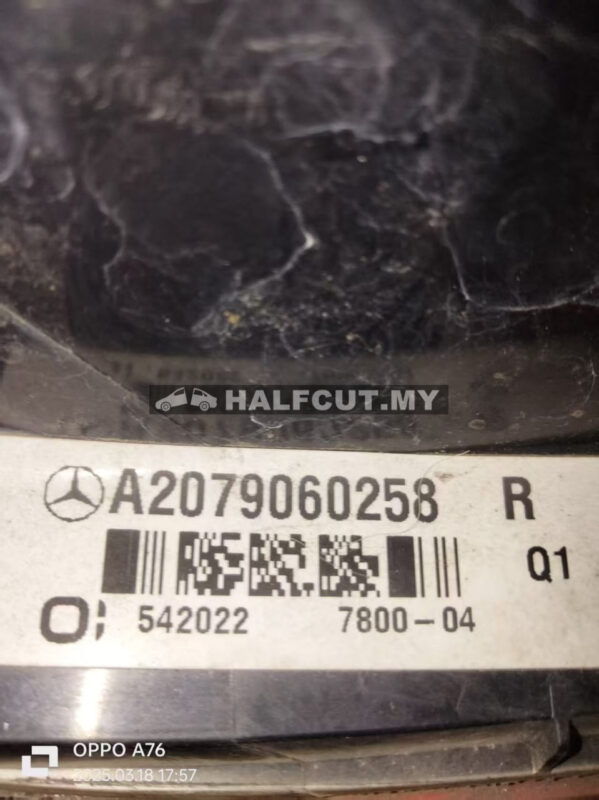 HALFCUT.MY
A2079060258 R
Q1
O: 542022 7800-04
OPPO A76
2025.03.18 17:57